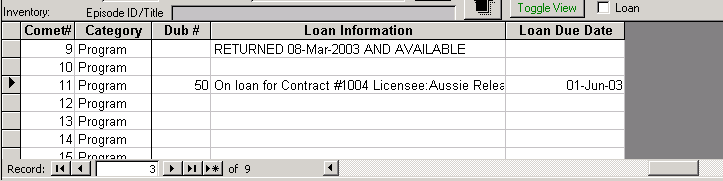 Inventory: Episode ID/Title Toggle View Loan
Comet# Category Dub # Loan Information Loan Due Date
9 Program RETURNED 08-Mar-2003 AND AVAILABLE
10 Program
11 Program 50 On loan for Contract #1004 Licensee:Aussie Relea 01-Jun-03
12 Program
13 Program
14 Program
15 Program
Record: 3 of 9